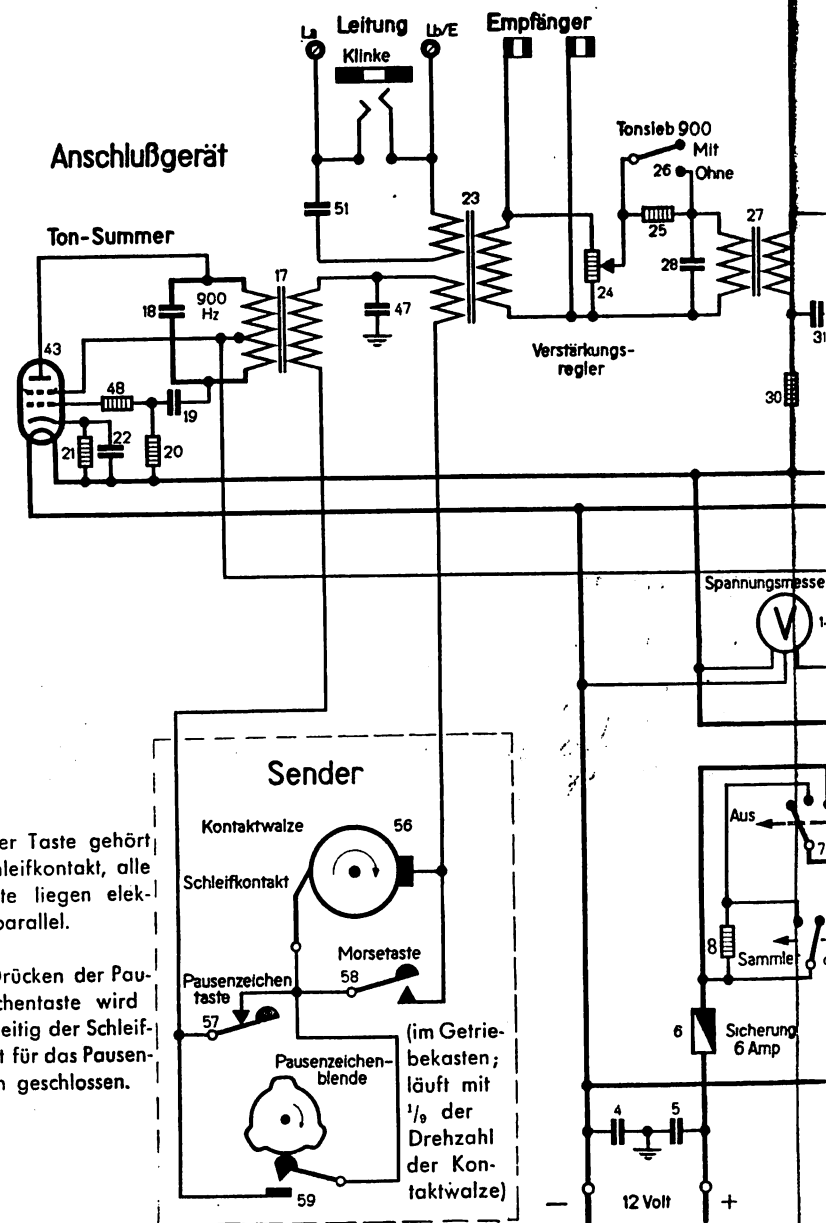 La Leitung Lb/E Empfänger
Klinke
Tonsieb 900
Mit
26 Ohne
Anschlußgerät
51
23
25
27
Ton-Summer
17
18
900
Hz
47
28
24
31
43
Verstärkungs-
regler
48
19
30
21
22
20
Spannungsmesse
V
Sender
Kontaktwalze 56
Aus
7
er Taste gehört
leifkontakt, alle
te liegen elek-
parallel.
Schleifkontakt
Morsetaste
58
8
Sammler
Drücken der Pau-
chentaste wird
eitig der Schleif-
t für das Pausen-
n geschlossen.
Pausenzeichen
taste
57
6
Sicherung
6 Amp
Pausenzeichen-
blende
(im Getrie-
bekasten;
läuft mit
1/9 der
Drehzahl
der Kon-
taktwalze)
4
5
59
− 12 Volt +